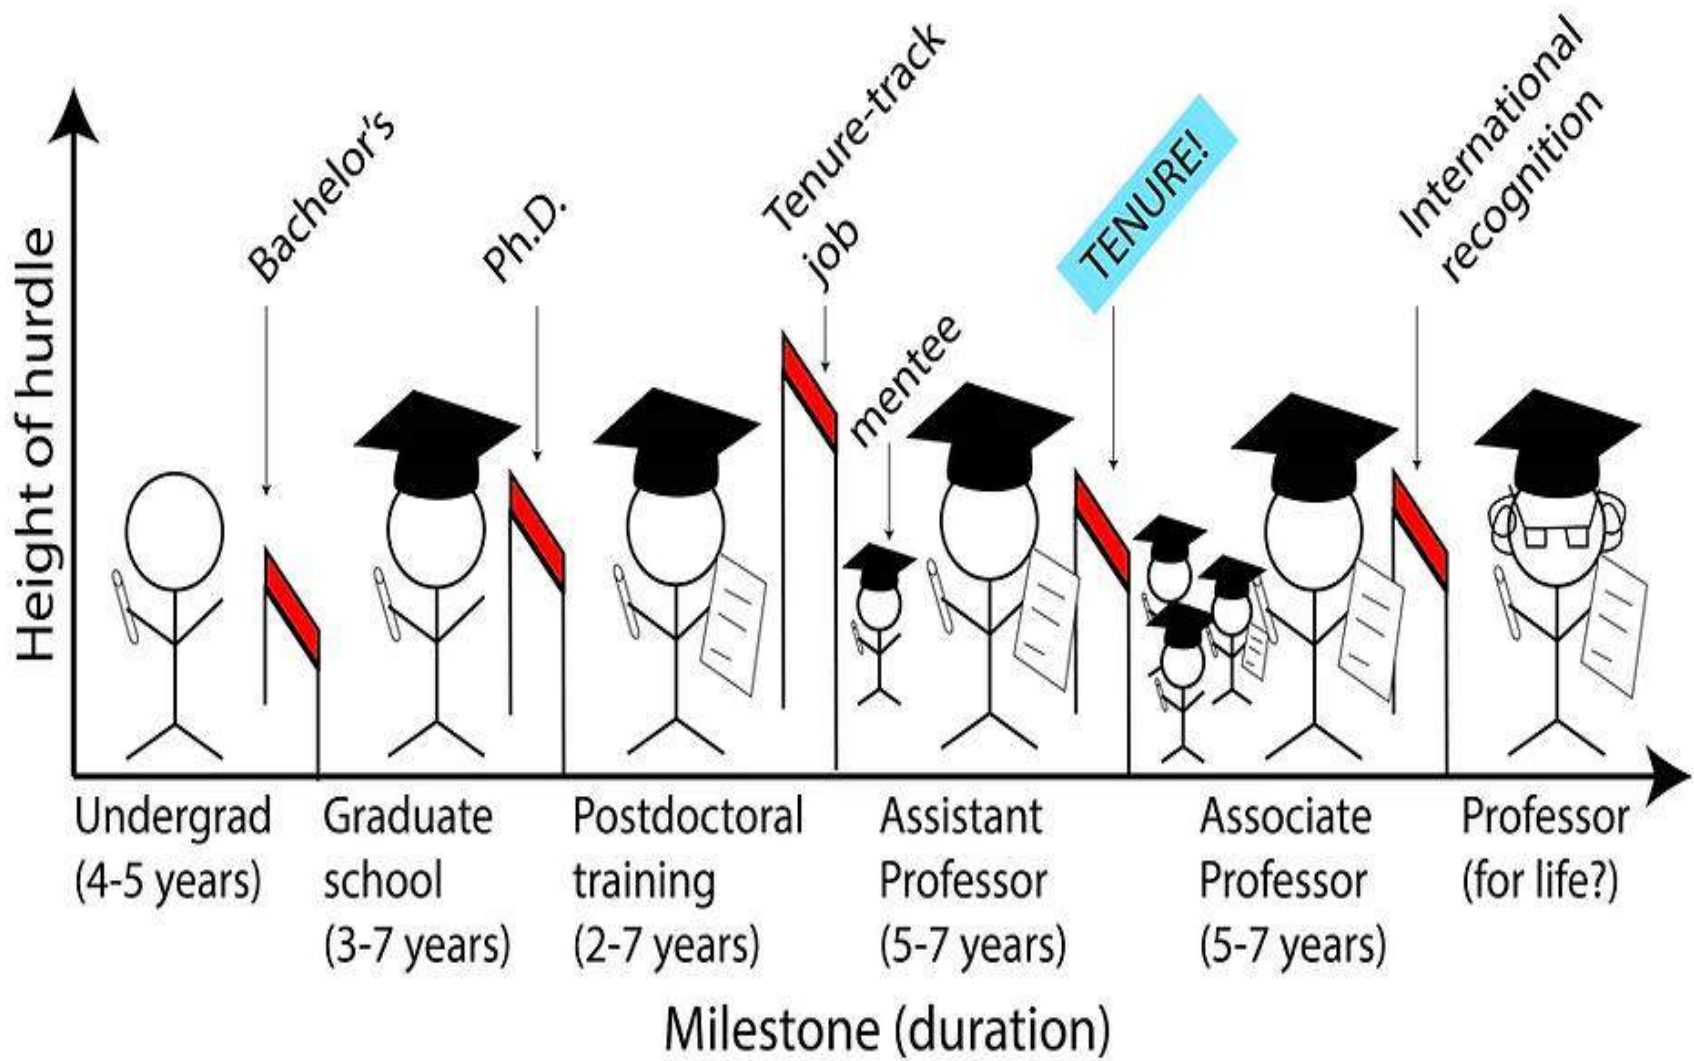 Height of hurdle
Bachelor's
Ph.D.
Tenure-track
job
mentee
TENURE!
International
recognition
Undergrad
(4-5 years)
Graduate
school
(3-7 years)
Postdoctoral
training
(2-7 years)
Assistant
Professor
(5-7 years)
Associate
Professor
(5-7 years)
Professor
(for life?)
Milestone (duration)